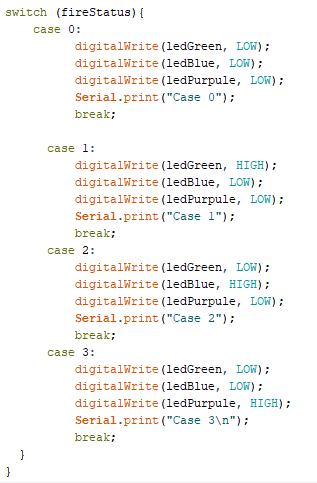 switch (fireStatus){
case 0:
digitalWrite(ledGreen, LOW);
digitalWrite(ledBlue, LOW);
digitalWrite(ledPurpule, LOW);
Serial.print("Case 0");
break;
case 1:
digitalWrite(ledGreen, HIGH);
digitalWrite(ledBlue, LOW);
digitalWrite(ledPurpule, LOW);
Serial.print("Case 1");
break;
case 2:
digitalWrite(ledGreen, LOW);
digitalWrite(ledBlue, HIGH);
digitalWrite(ledPurpule, LOW);
Serial.print("Case 2");
break;
case 3:
digitalWrite(ledGreen, LOW);
digitalWrite(ledBlue, LOW);
digitalWrite(ledPurpule, HIGH);
Serial.print("Case 3\n");
break;
}
}